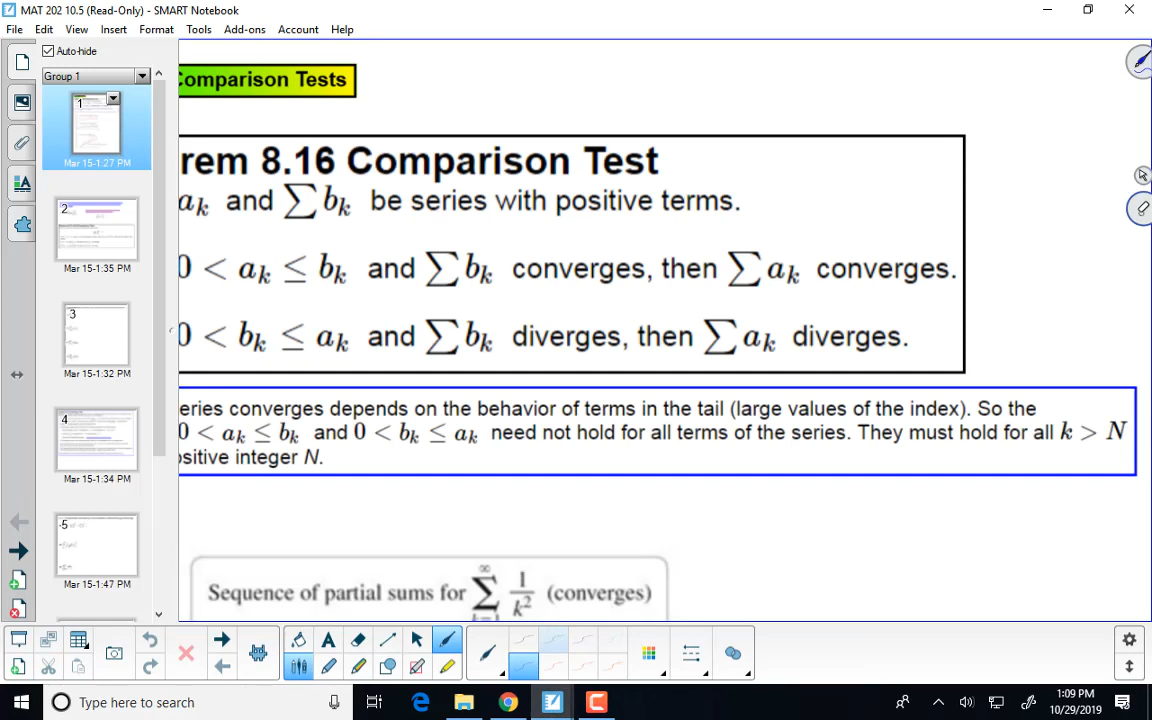 MAT 202 10.5 (Read-Only) - SMART Notebook
File Edit View Insert Format Tools Add-ons Account Help
Auto-hide
Group 1
1
Mar 15-1:27 PM
2
Mar 15-1:35 PM
3
Mar 15-1:32 PM
4
Mar 15-1:34 PM
5
Mar 15-1:47 PM
Comparison Tests
rem 8.16 Comparison Test
aₖ and ∑ bₖ be series with positive terms.
0 < aₖ ≤ bₖ and ∑ bₖ converges, then ∑ aₖ converges.
0 < bₖ ≤ aₖ and ∑ bₖ diverges, then ∑ aₖ diverges.
eries converges depends on the behavior of terms in the tail (large values of the index). So the
0 < aₖ ≤ bₖ and 0 < bₖ ≤ aₖ need not hold for all terms of the series. They must hold for all k > N
sitive integer N.
Sequence of partial sums for ∑ ∞ 1/k² (converges)
Type here to search
1:09 PM
10/29/2019